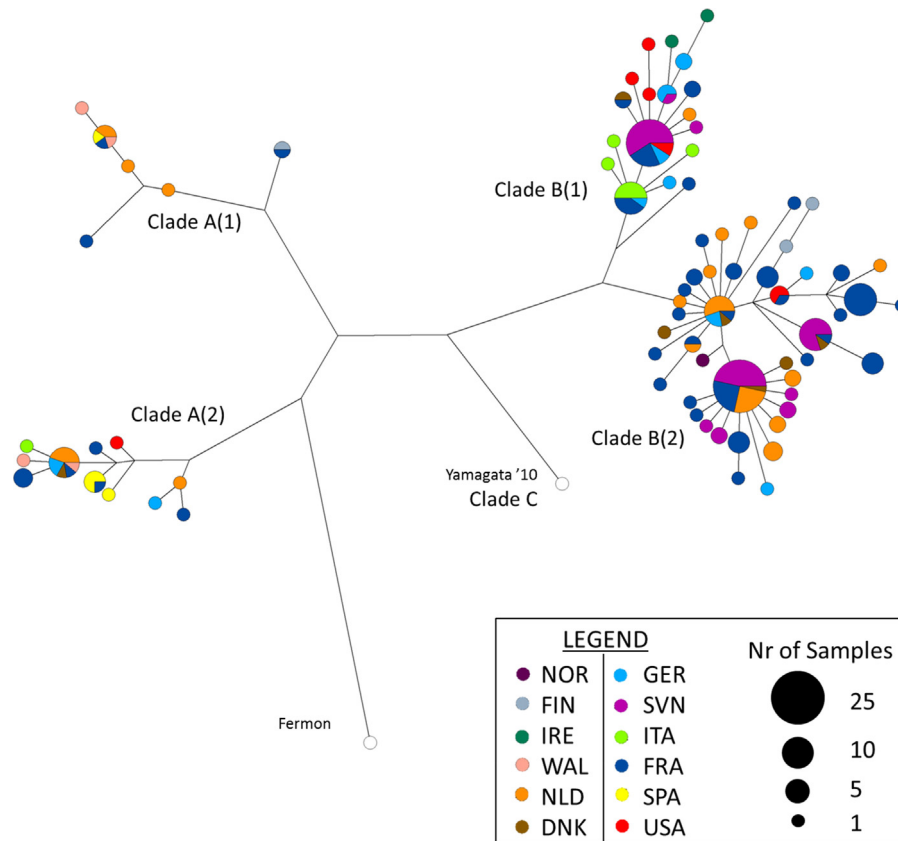 Clade A(1)
Clade B(1)
Clade A(2)
Clade B(2)
Yamagata ’10
Clade C
Fermon
LEGEND
Nr of Samples
NOR GER
FIN SVN
IRE ITA
WAL FRA
NLD SPA
DNK USA
25
10
5
1